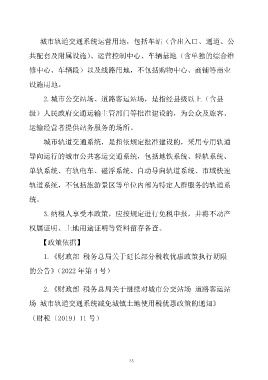 城市轨道交通系统运营用地，包括车站（含出入口、通道、公
共配套及附属设施）、运营控制中心、车辆基地（含单独的综合维
修中心、车辆段）以及线路用地，不包括购物中心、商铺等商业
设施用地。
2.城市公交站场、道路客运站场，是指经县级以上（含县
级）人民政府交通运输主管部门等批准建设的，为公众及旅客、
运输经营者提供站务服务的场所。
城市轨道交通系统，是指依规定批准建设的，采用专用轨道
导向运行的城市公共客运交通系统，包括地铁系统、轻轨系统、
单轨系统、有轨电车、磁浮系统、自动导向轨道系统、市域快速
轨道系统，不包括旅游景区等单位内部为特定人群服务的轨道系
统。
3.纳税人享受本政策，应按规定进行免税申报，并将不动产
权属证明、土地用途证明等资料留存备查。
【政策依据】
1.《财政部 税务总局关于延长部分税收优惠政策执行期限
的公告》（2022 年第 4 号）
2.《财政部 税务总局关于继续对城市公交站场 道路客运站
场 城市轨道交通系统减免城镇土地使用税优惠政策的通知》
（财税〔2019〕11 号）